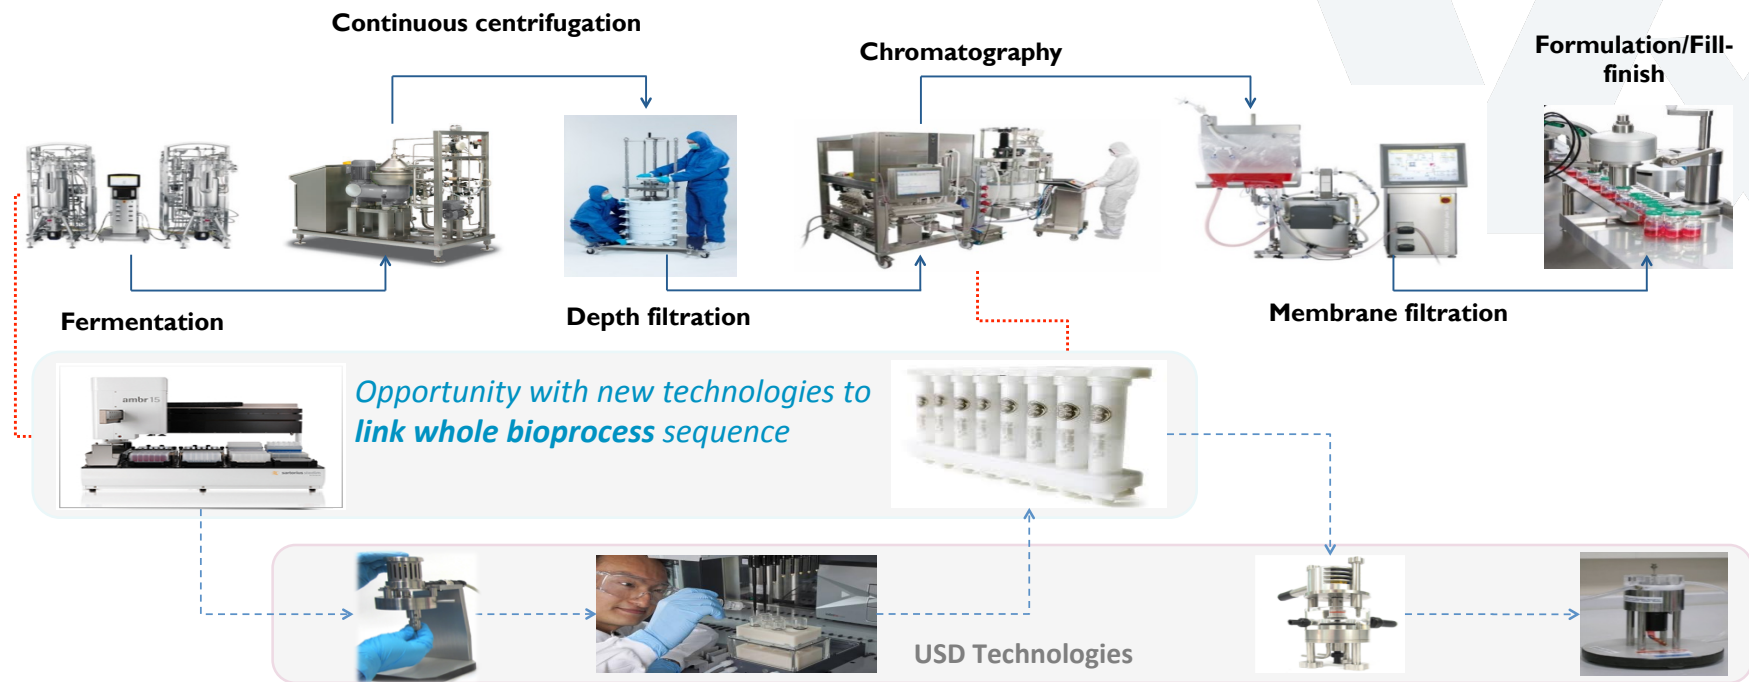 Continuous centrifugation
Chromatography
Formulation/Fill-
finish
Fermentation
Depth filtration
Membrane filtration
ambr 15
Opportunity with new technologies to
link whole bioprocess sequence
USD Technologies